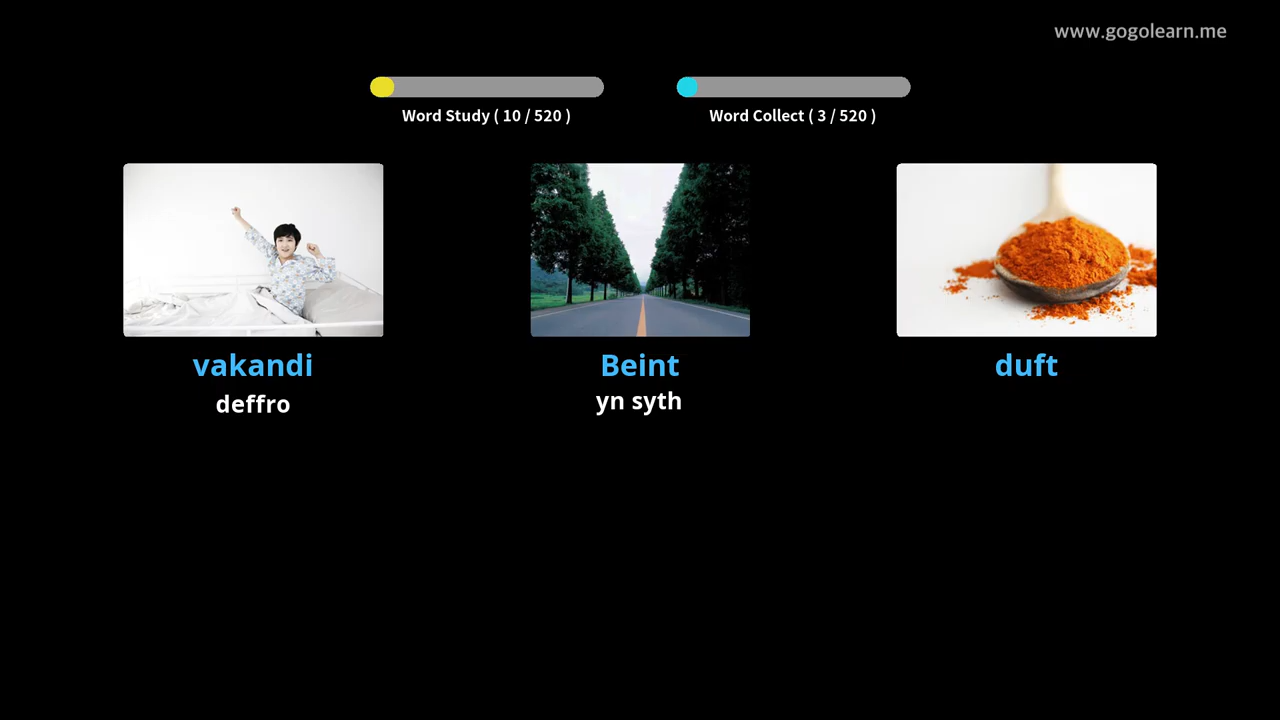 www.gogolearn.me
Word Study ( 10 / 520 )
Word Collect ( 3 / 520 )
vakandi
Beint
duft
deffro
yn syth